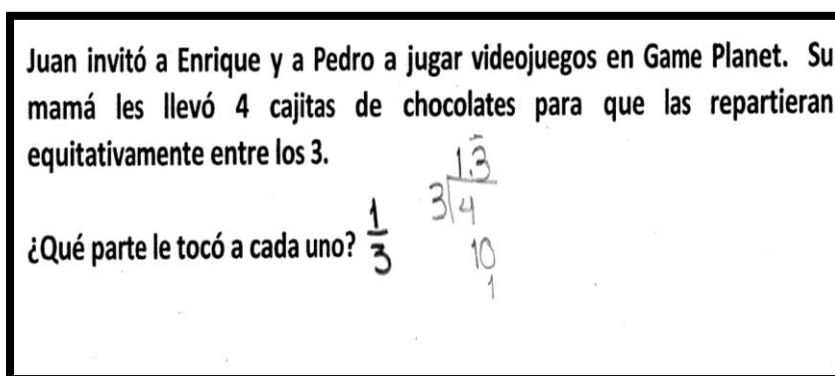 Juan invitó a Enrique y a Pedro a jugar videojuegos en Game Planet. Su
mamá les llevó 4 cajitas de chocolates para que las repartieran
equitativamente entre los 3.
1.3̄
3 4
¿Qué parte le tocó a cada uno? 1/3
10
1